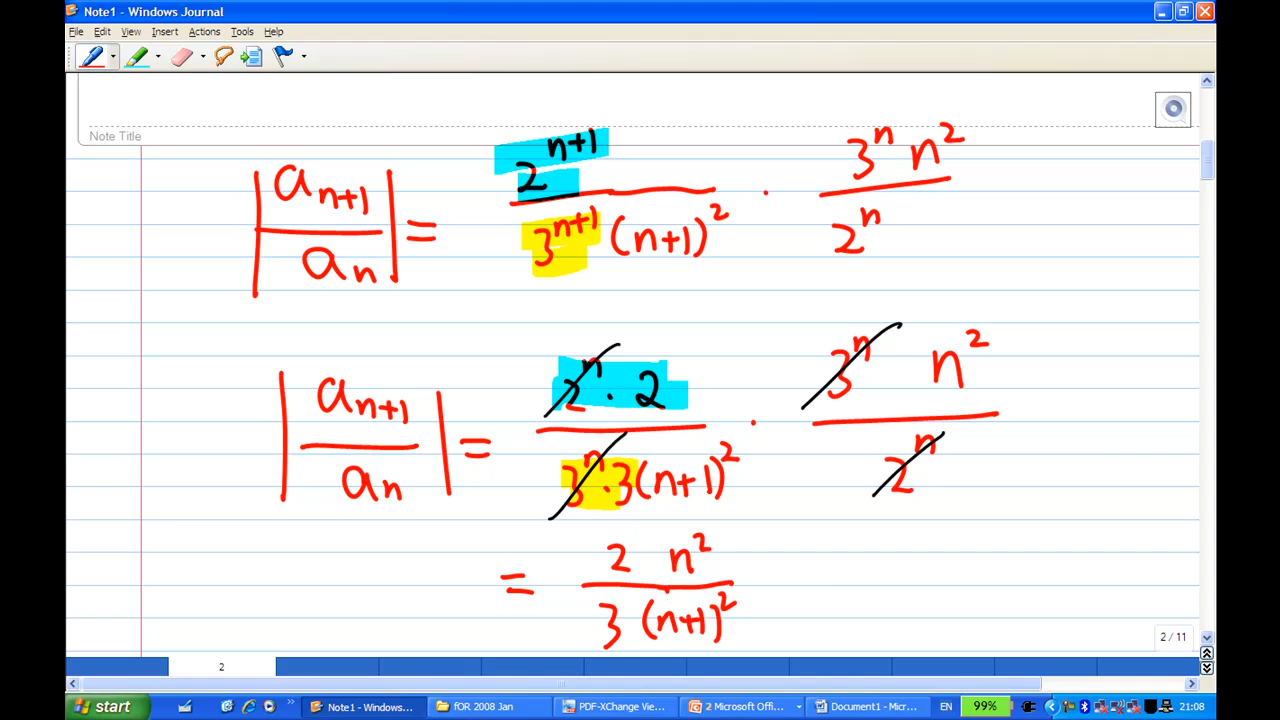 Note1 - Windows Journal
File Edit View Insert Actions Tools Help
Note Title
|a_{n+1}/a_n| = 2^{n+1}/(3^{n+1} (n+1)^2) · 3^n n^2/2^n
|a_{n+1}/a_n| = (2^n · 2)/(3^n · 3(n+1)^2) · (3^n n^2)/2^n
= 2 n^2/(3 (n+1)^2)
2 / 11
2
start
Note1 - Windows...
fOR 2008 Jan
PDF-XChange Vie...
2 Microsoft Offi...
Document1 - Micr...
EN
99%
21:08